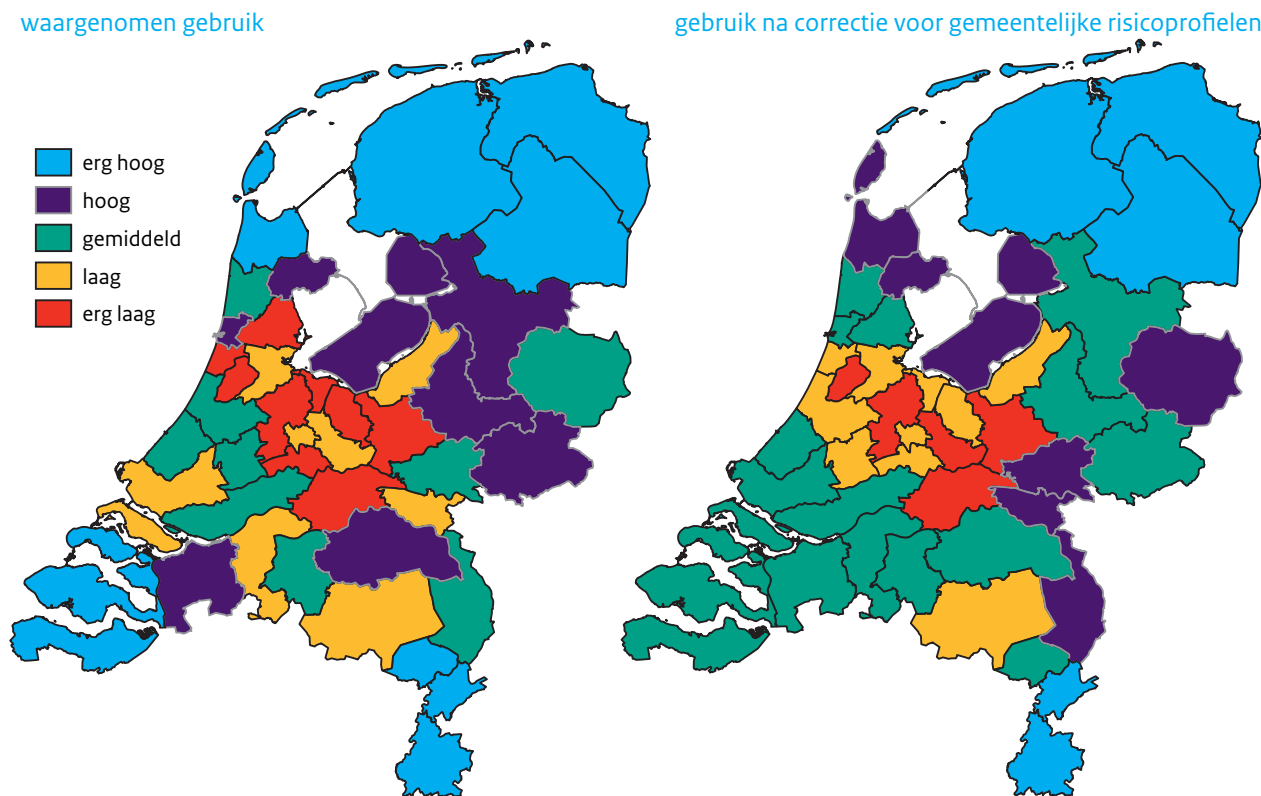 waargenomen gebruik
gebruik na correctie voor gemeentelijke risicoprofielen
erg hoog
hoog
gemiddeld
laag
erg laag